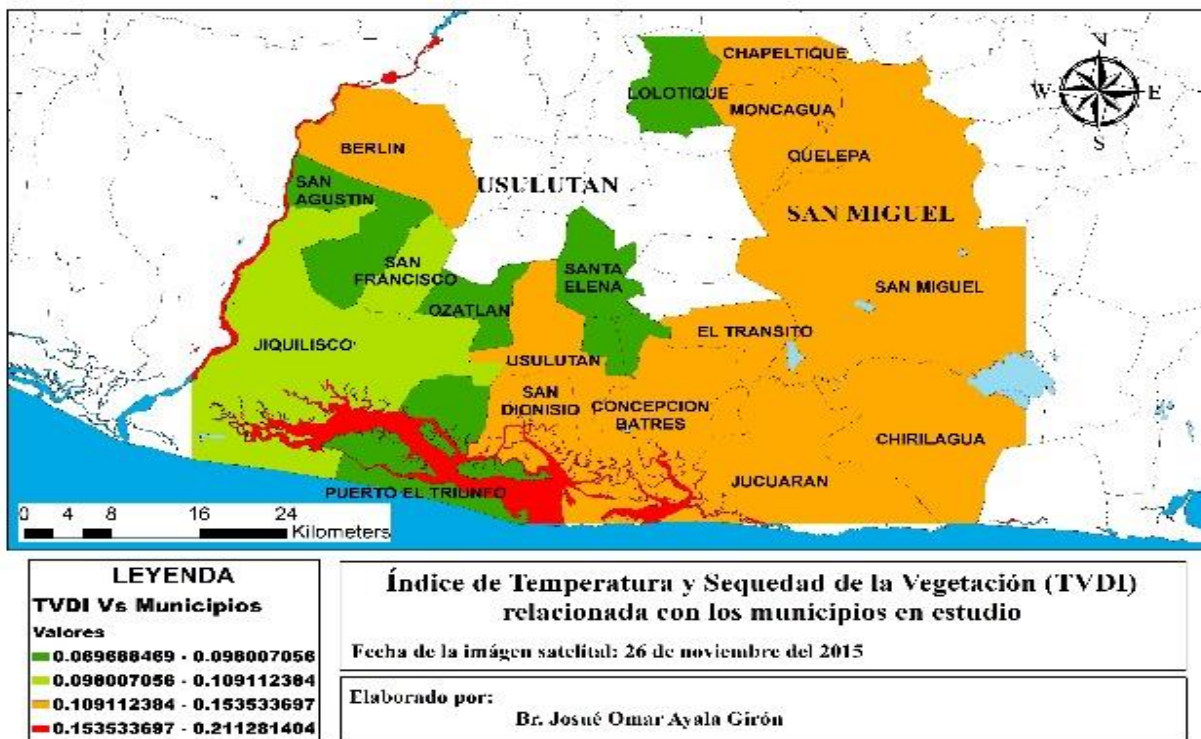 CHAPELTIQUE
N
LOLOTIQUE
W
E
MONCAGUA
S
BERLIN
QUELEPA
USULUTAN
SAN
AGUSTIN
SAN MIGUEL
SAN
FRANCISCO
SANTA
ELENA
SAN MIGUEL
OZATLAN
EL TRANSITO
JIQUILISCO
USULUTAN
SAN
DIONISIO
CONCEPCION
BATRES
CHIRILAGUA
JUCUARAN
PUERTO EL TRIUNFO
0 4 8 16 24
Kilometers
LEYENDA
TVDI Vs Municipios
Valores
0.069688469 - 0.098007056
0.098007056 - 0.109112384
0.109112384 - 0.153533697
0.153533697 - 0.211281404
Índice de Temperatura y Sequedad de la Vegetación (TVDI)
relacionada con los municipios en estudio
Fecha de la imágen satelital: 26 de noviembre del 2015
Elaborado por:
Br. Josué Omar Ayala Girón